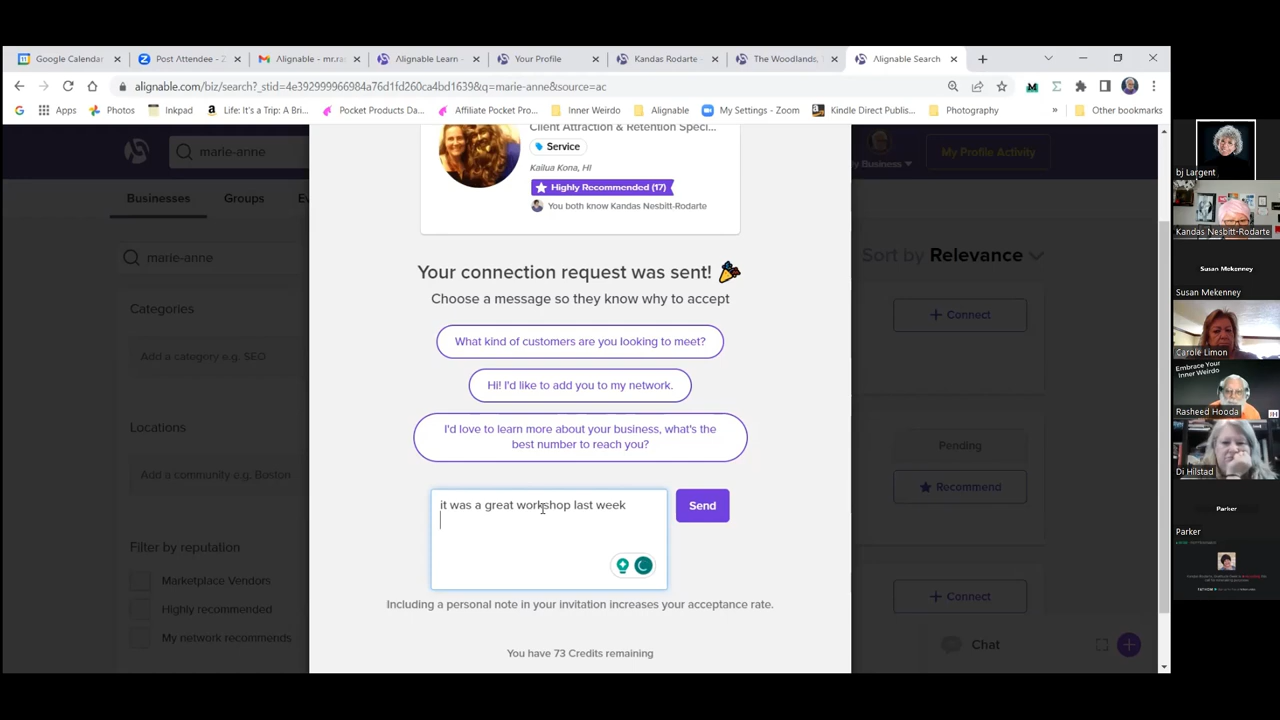 Google Calendar
Post Attendee - Z
Alignable - mr.ra
Alignable Learn -
Your Profile
Kandas Rodarte -
The Woodlands,
Alignable Search
alignable.com/biz/search?_stid=4e392999966984a76d1fd260ca4bd1639&q=marie-anne&source=ac
Apps
Photos
Inkpad
Life: It's a Trip: A Bri...
Pocket Products Da...
Affiliate Pocket Pro...
Inner Weirdo
Alignable
My Settings - Zoom
Kindle Direct Publis...
Photography
»
Other bookmarks
marie-anne
My Profile Activity
Businesses
Groups
marie-anne
Sort by Relevance
Categories
Add a category e.g. SEO
Locations
Add a community e.g. Boston
Filter by reputation
Marketplace Vendors
Highly recommended
My network recommends
Client Attraction & Retention Speci...
Service
Kailua Kona, HI
Highly Recommended (17)
You both know Kandas Nesbitt-Rodarte
Your connection request was sent!
Choose a message so they know why to accept
What kind of customers are you looking to meet?
Hi! I'd like to add you to my network.
I'd love to learn more about your business, what's the
best number to reach you?
it was a great workshop last week
Send
Including a personal note in your invitation increases your acceptance rate.
You have 73 Credits remaining
+ Connect
Pending
Recommend
+ Connect
Chat
bj Largent
Kandas Nesbitt-Rodarte
Susan Mekenney
Susan Mekenney
Carole Limon
Embrace Your
Inner Weirdo
Rasheed Hooda
Di Hilstad
Parker
Parker